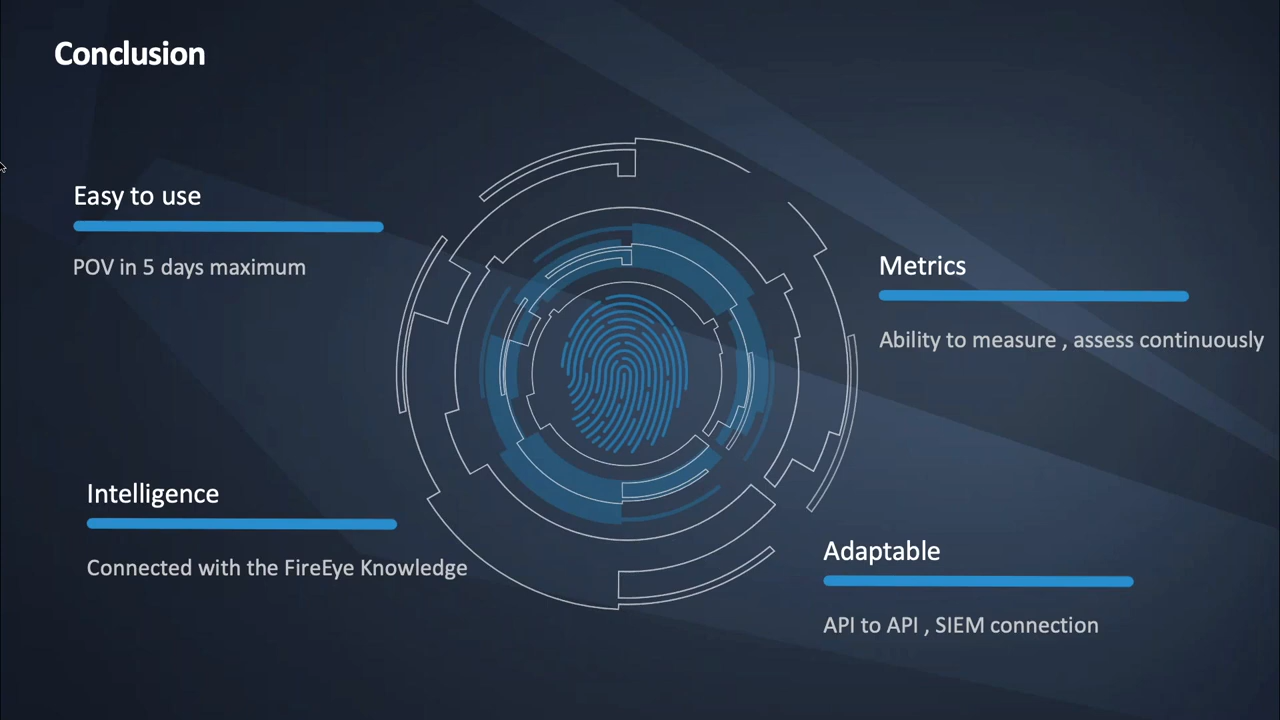 Conclusion
Easy to use
POV in 5 days maximum
Metrics
Ability to measure , assess continuously
Intelligence
Connected with the FireEye Knowledge
Adaptable
API to API , SIEM connection